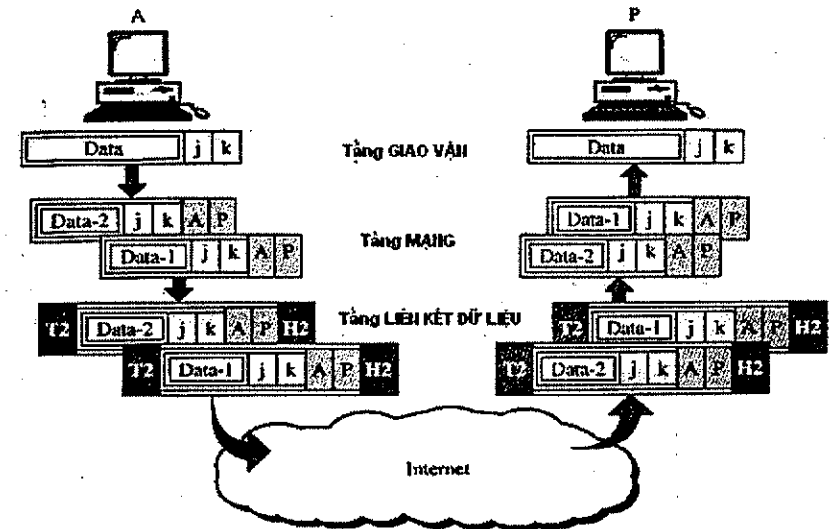 A P
Data j k Tầng GIAO VẬN Data j k
Data-2 j k A P Data-1 j k A P
Data-1 j k A P Tầng MẠNG Data-2 j k A P
T2 Data-2 j k A P H2 Tầng LIÊN KẾT DỮ LIỆU T2 Data-1 j k A P H2
T2 Data-1 j k A P H2 T2 Data-2 j k A P H2
Internet